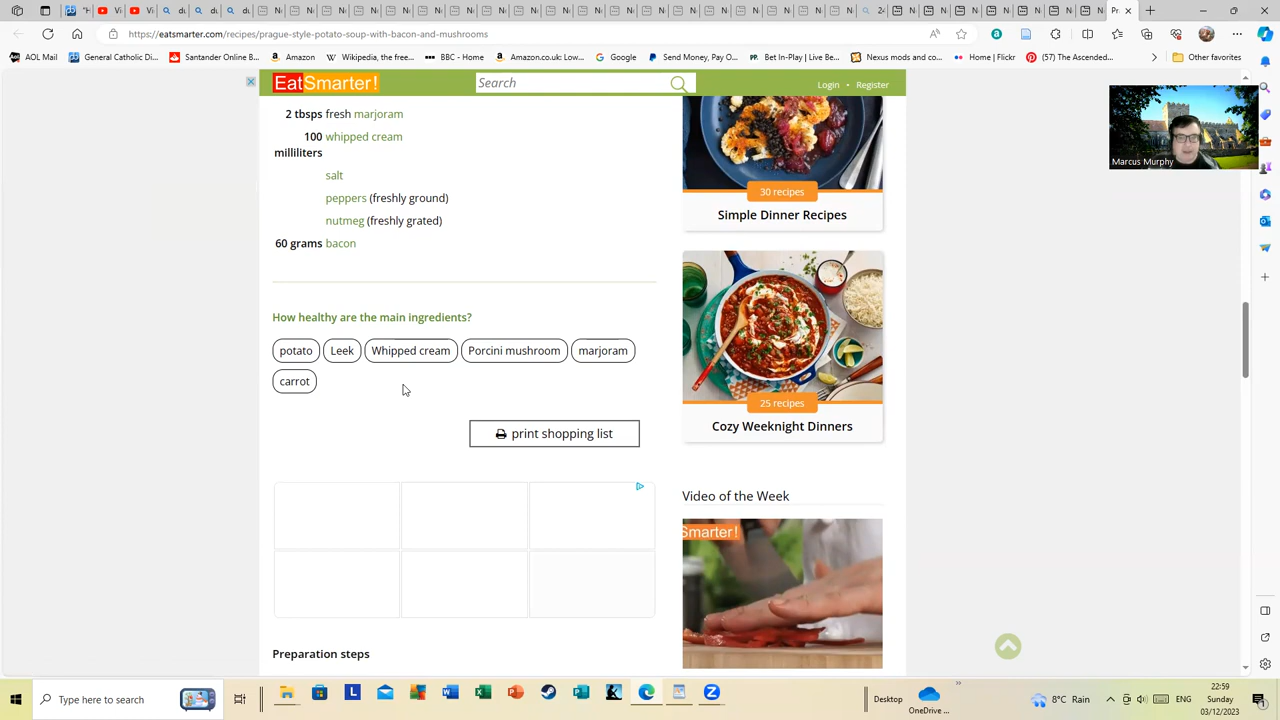 https://eatsmarter.com/recipes/prague-style-potato-soup-with-bacon-and-mushrooms
AOL Mail
General Catholic Di...
Santander Online B...
Amazon
Wikipedia, the free...
BBC - Home
Amazon.co.uk: Low...
Google
Send Money, Pay O...
Bet In-Play | Live Be...
Nexus mods and co...
Home | Flickr
(57) The Ascended...
Other favorites
EatSmarter!
Search
Login • Register
2 tbsps fresh marjoram
100 whipped cream
milliliters
salt
peppers (freshly ground)
nutmeg (freshly grated)
60 grams bacon
How healthy are the main ingredients?
potato
Leek
Whipped cream
Porcini mushroom
marjoram
carrot
print shopping list
Preparation steps
30 recipes
Simple Dinner Recipes
25 recipes
Cozy Weeknight Dinners
Video of the Week
Smarter!
Marcus Murphy
Type here to search
Desktop
OneDrive ...
8°C Rain
ENG
22:59
Sunday
03/12/2023